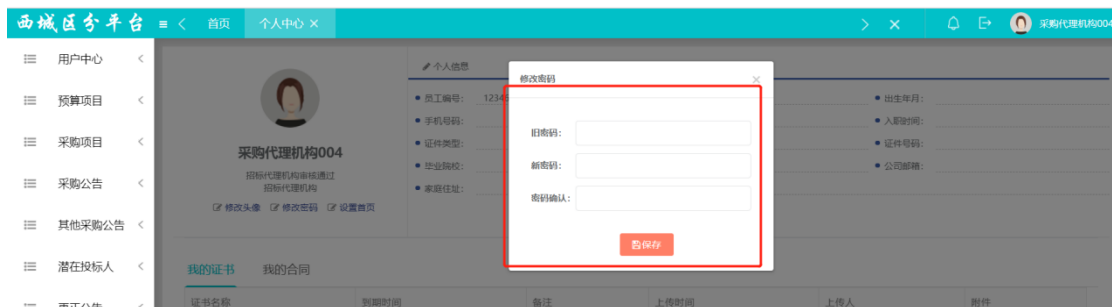 西城区分平台 首页 个人中心 ×
采购代理机构004
用户中心
预算项目
采购项目
采购公告
其他采购公告
潜在投标人
更正公告
采购代理机构004
招标代理机构审核通过
招标代理机构
修改头像 修改密码 设置首页
个人信息
员工编号: 12345
手机号码:
证件类型:
毕业院校:
家庭住址:
出生年月:
入职时间:
证件号码:
公司邮箱:
修改密码 ×
旧密码:
新密码:
密码确认:
保存
我的证书 我的合同
证书名称 到期时间 备注 上传时间 上传人 附件